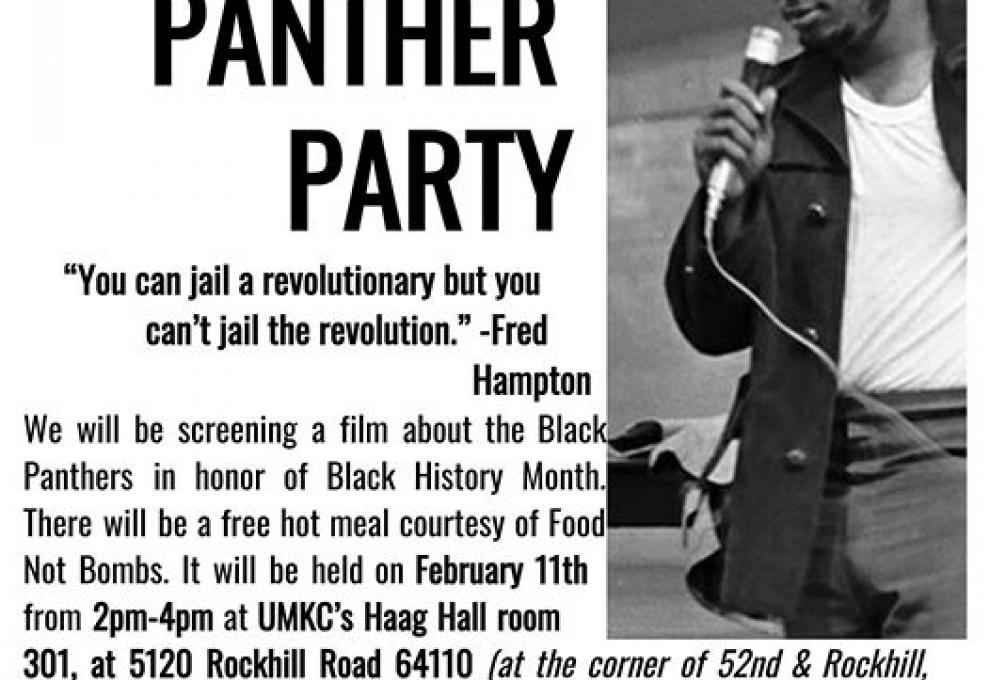 PANTHER
PARTY
“You can jail a revolutionary but you
can’t jail the revolution.” -Fred
Hampton
We will be screening a film about the Black
Panthers in honor of Black History Month.
There will be a free hot meal courtesy of Food
Not Bombs. It will be held on February 11th
from 2pm-4pm at UMKC’s Haag Hall room
301, at 5120 Rockhill Road 64110 (at the corner of 52nd & Rockhill,